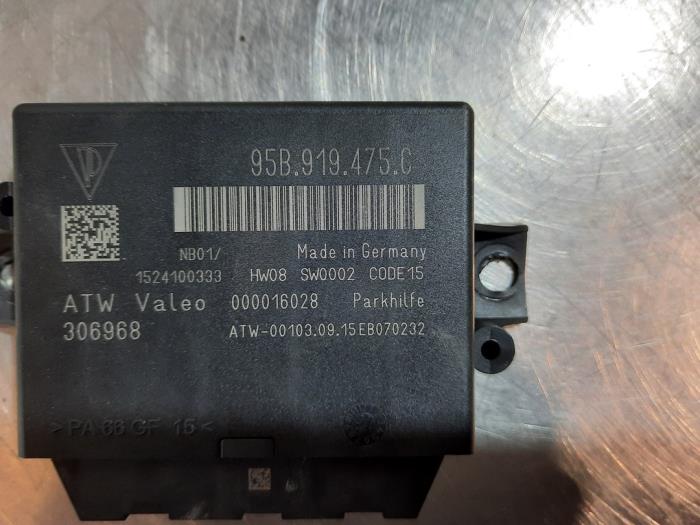 95B.919.475.C
NB01/ Made in Germany
1524100333 HW08 SW0002 CODE15
ATW Valeo 000016028 Parkhilfe
306968 ATW-00103.09.15EB070232
>PA 66 GF 15<